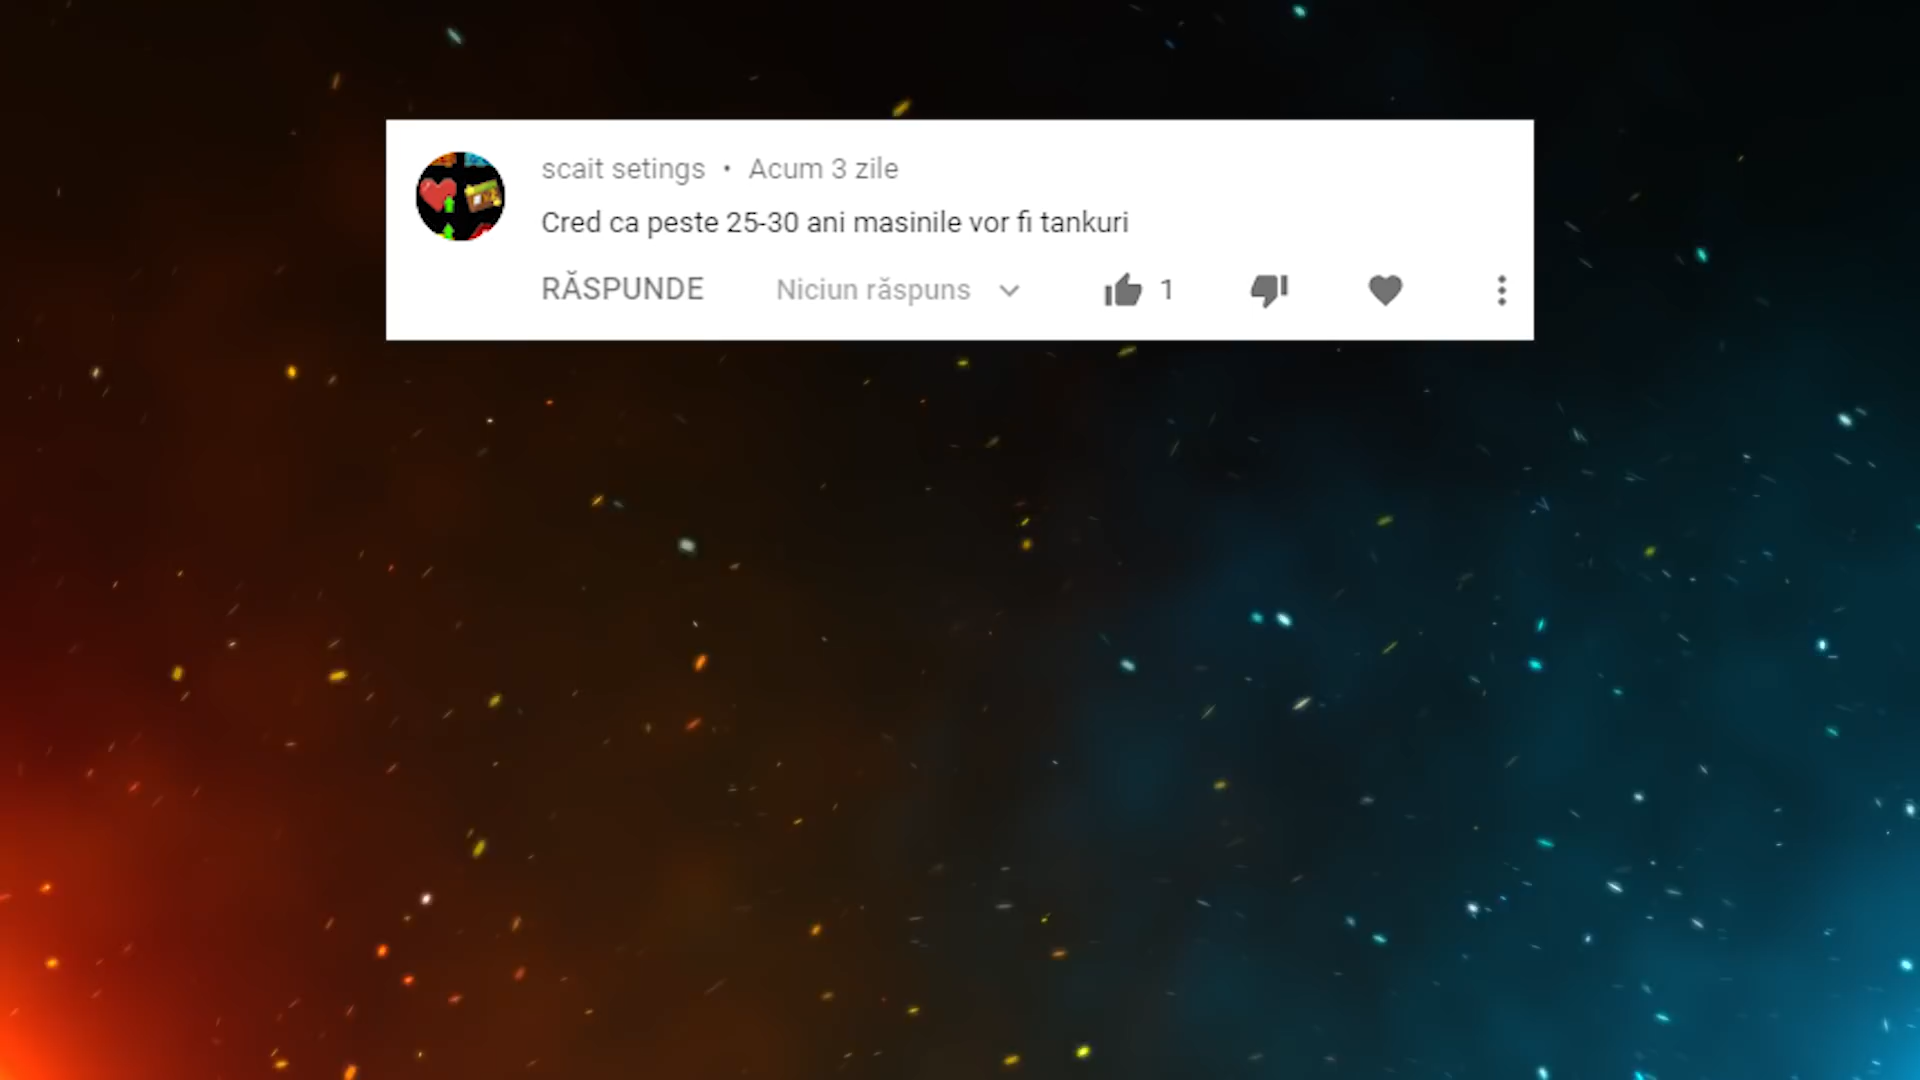 scait setings • Acum 3 zile
Cred ca peste 25-30 ani masinile vor fi tankuri
RĂSPUNDE Niciun răspuns 1